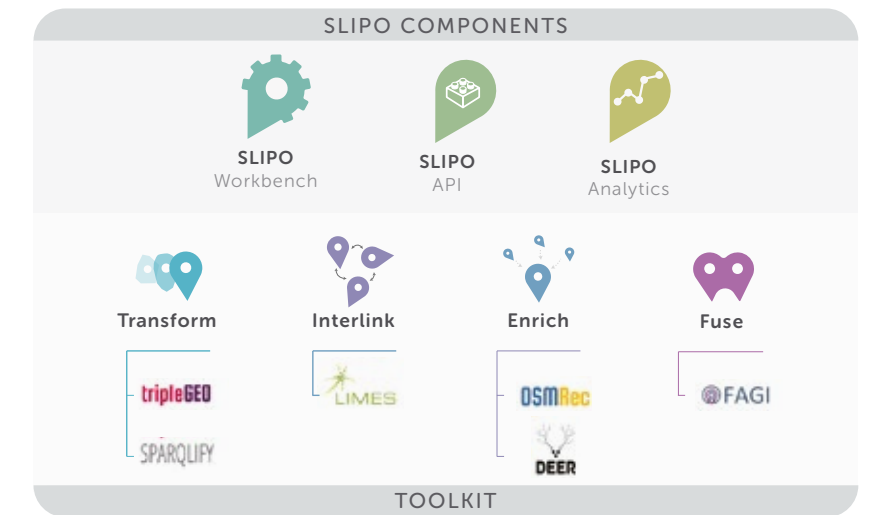 SLIPO COMPONENTS
SLIPO
Workbench
SLIPO
API
SLIPO
Analytics
Transform
Interlink
Enrich
Fuse
tripleGEO
SPARQLIFY
LIMES
OSMRec
DEER
FAGI
TOOLKIT